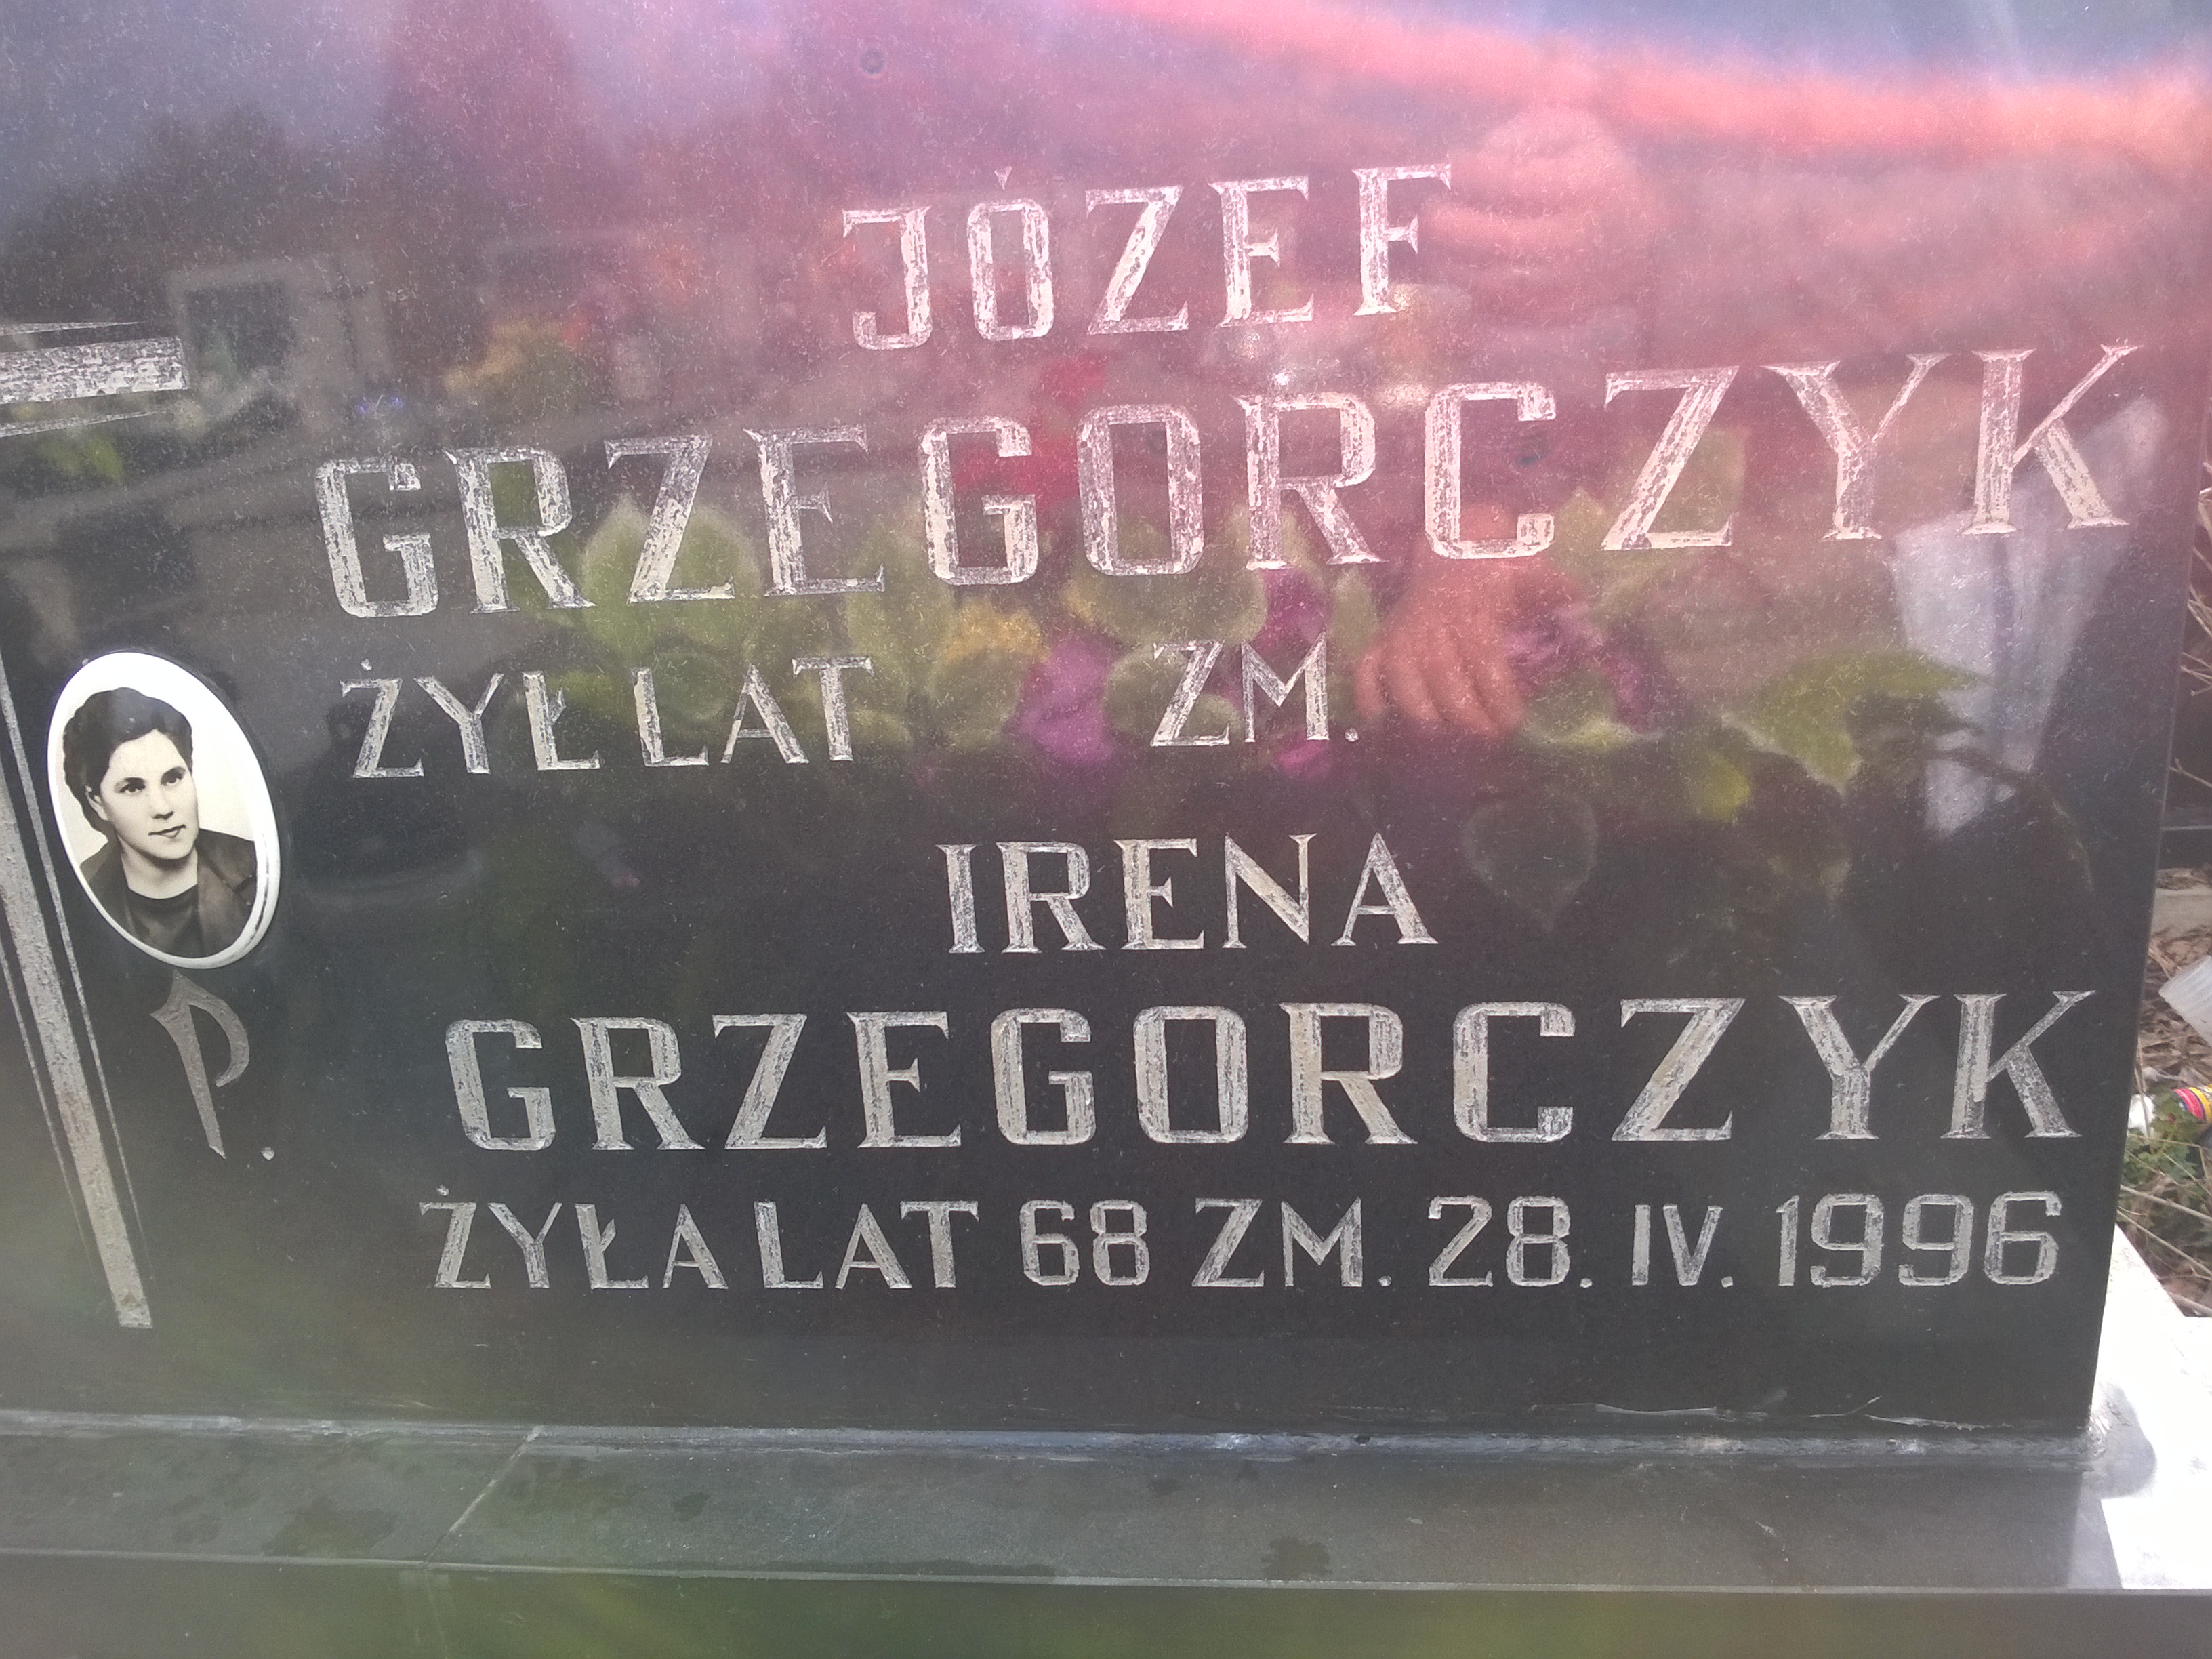 JÓZEF
GRZEGORCZYK
ŻYŁ LAT ZM.
IRENA
P.
GRZEGORCZYK
ŻYŁA LAT 68 ZM. 28. IV. 1996